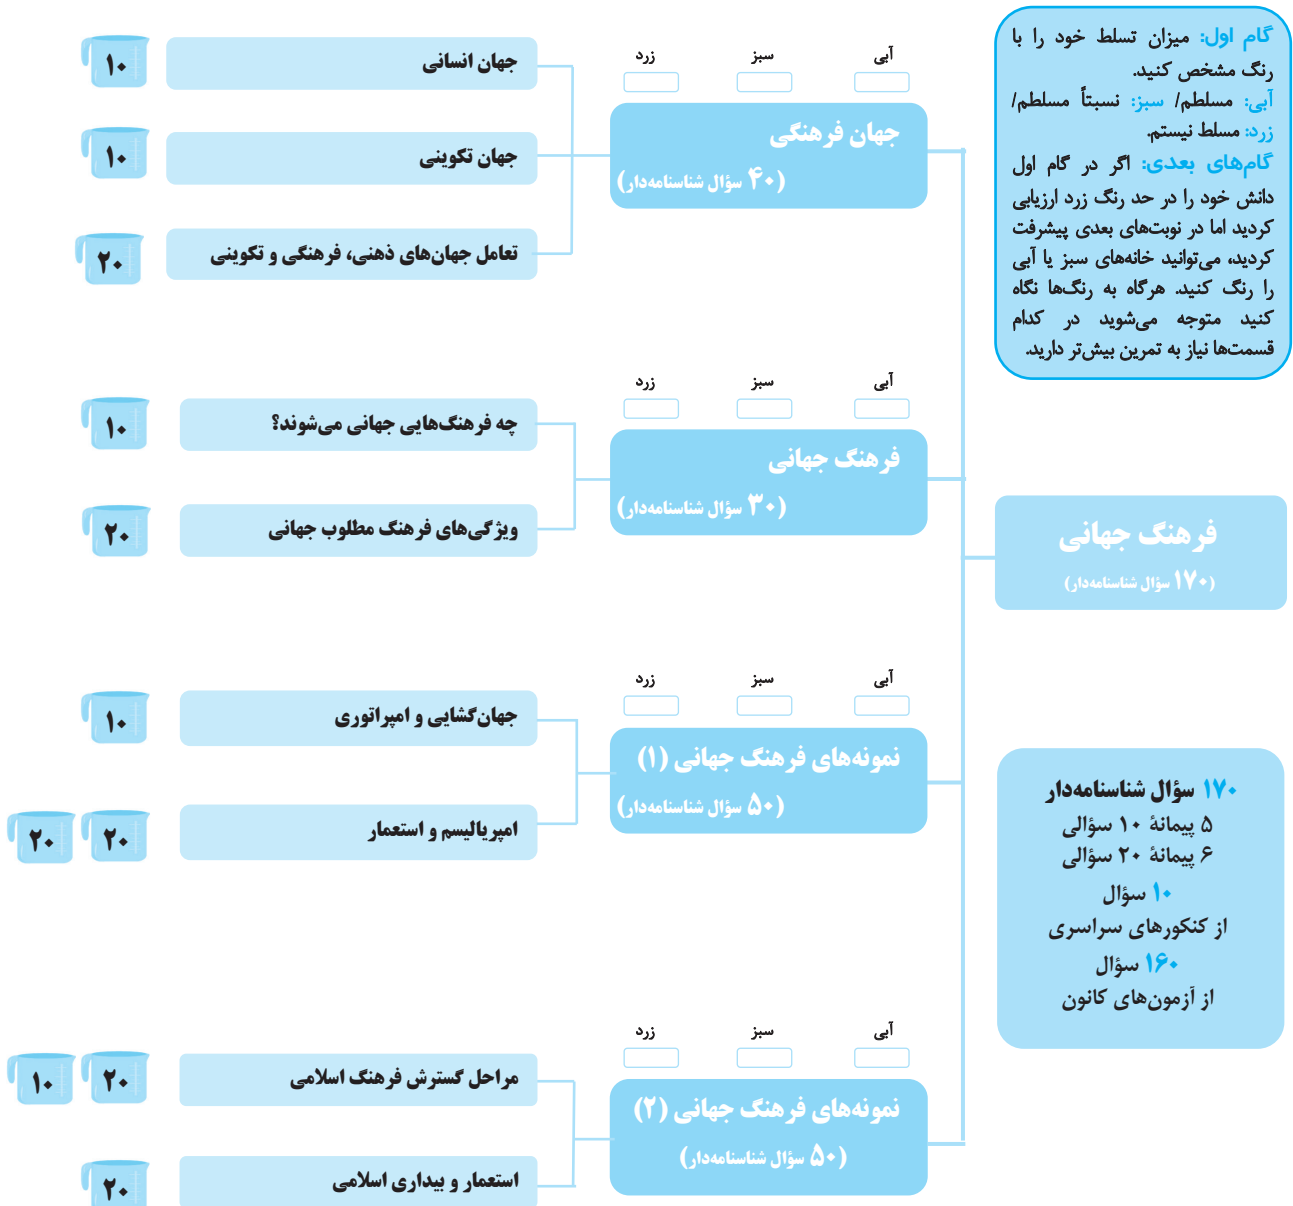 گام اول: میزان تسلط خود را با
رنگ مشخص کنید.
آبی: مسلطم/ سبز: نسبتاً مسلطم/
زرد: مسلط نیستم.
گام‌های بعدی: اگر در گام اول
دانش خود را در حد رنگ زرد ارزیابی
کردید اما در نوبت‌های بعدی پیشرفت
کردید، می‌توانید خانه‌های سبز یا آبی
را رنگ کنید. هرگاه به رنگ‌ها نگاه
کنید متوجه می‌شوید در کدام
قسمت‌ها نیاز به تمرین بیش‌تر دارید.
فرهنگ جهانی
(۱۷۰ سؤال شناسنامه‌دار)
۱۷۰ سؤال شناسنامه‌دار
۵ پیمانهٔ ۱۰ سؤالی
۶ پیمانهٔ ۲۰ سؤالی
۱۰ سؤال
از کنکورهای سراسری
۱۶۰ سؤال
از آزمون‌های کانون
آبی سبز زرد
جهان فرهنگی
(۴۰ سؤال شناسنامه‌دار)
جهان انسانی ۱۰
جهان تکوینی ۱۰
تعامل جهان‌های ذهنی، فرهنگی و تکوینی ۲۰
آبی سبز زرد
فرهنگ جهانی
(۳۰ سؤال شناسنامه‌دار)
چه فرهنگ‌هایی جهانی می‌شوند؟ ۱۰
ویژگی‌های فرهنگ مطلوب جهانی ۲۰
آبی سبز زرد
نمونه‌های فرهنگ جهانی (۱)
(۵۰ سؤال شناسنامه‌دار)
جهان‌گشایی و امپراتوری ۱۰
امپریالیسم و استعمار ۲۰ ۲۰
آبی سبز زرد
نمونه‌های فرهنگ جهانی (۲)
(۵۰ سؤال شناسنامه‌دار)
مراحل گسترش فرهنگ اسلامی ۲۰ ۱۰
استعمار و بیداری اسلامی ۲۰